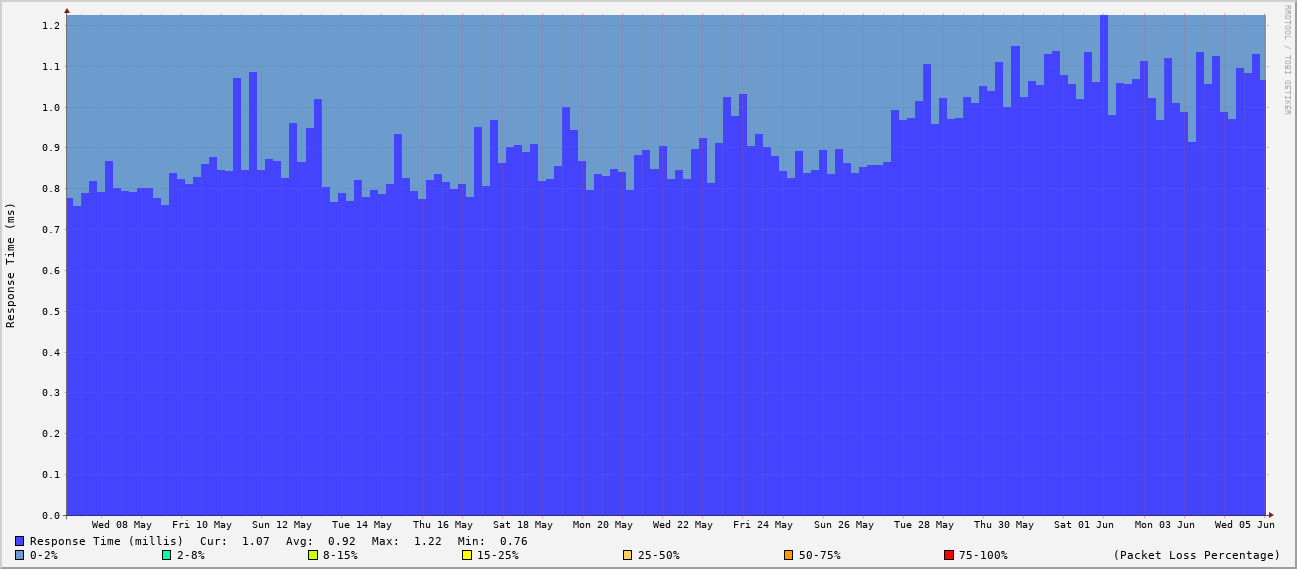 RRDTOOL / TOBI OETIKER
Response Time (ms)
1.2
1.1
1.0
0.9
0.8
0.7
0.6
0.5
0.4
0.3
0.2
0.1
0.0
Wed 08 May Fri 10 May Sun 12 May Tue 14 May Thu 16 May Sat 18 May Mon 20 May Wed 22 May Fri 24 May Sun 26 May Tue 28 May Thu 30 May Sat 01 Jun Mon 03 Jun Wed 05 Jun
Response Time (millis) Cur: 1.07 Avg: 0.92 Max: 1.22 Min: 0.76
0-2% 2-8% 8-15% 15-25% 25-50% 50-75% 75-100% (Packet Loss Percentage)